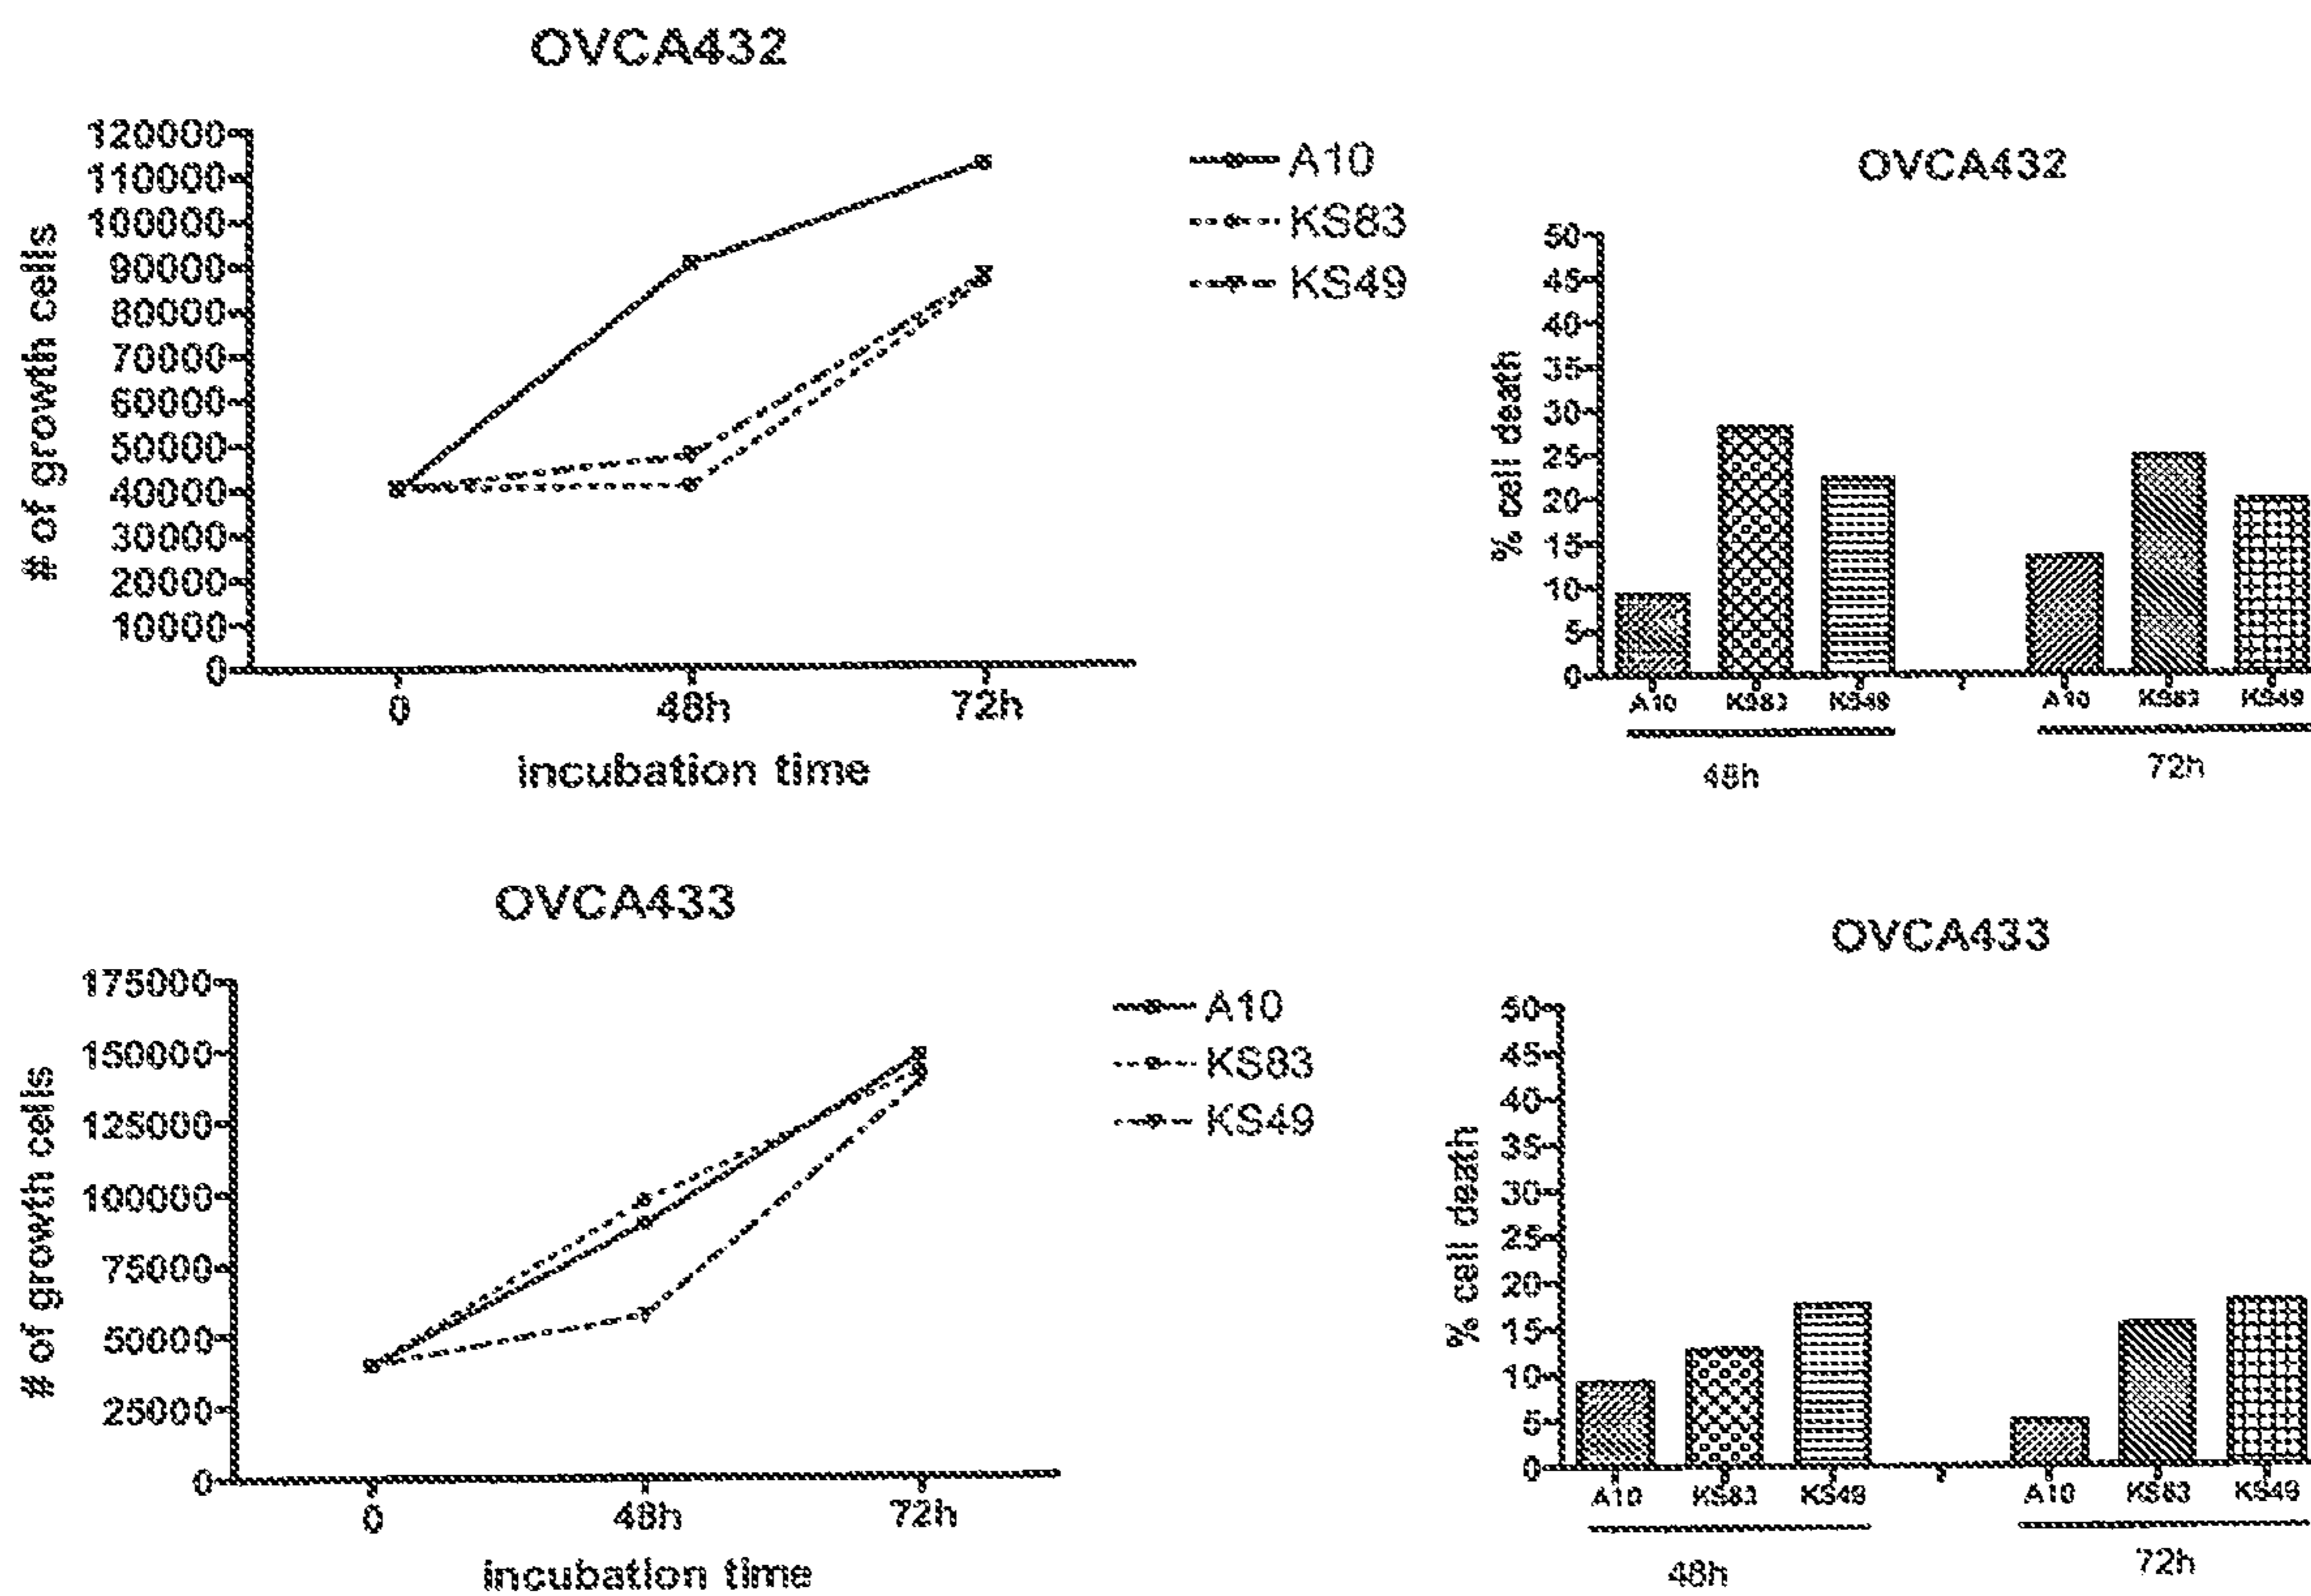 OVCA432
120000
110000
100000
90000
80000
70000
60000
50000
40000
30000
20000
10000
0
# of growth cells
0 48h 72h
incubation time
A10
KS83
KS49
OVCA432
50
45
40
35
30
25
20
15
10
5
0
% cell death
A10 KS83 KS49 A10 KS83 KS49
48h 72h
OVCA433
175000
150000
125000
100000
75000
50000
25000
0
# of growth cells
0 48h 72h
incubation time
A10
KS83
KS49
OVCA433
50
45
40
35
30
25
20
15
10
5
0
% cell death
A10 KS83 KS49 A10 KS83 KS49
48h 72h